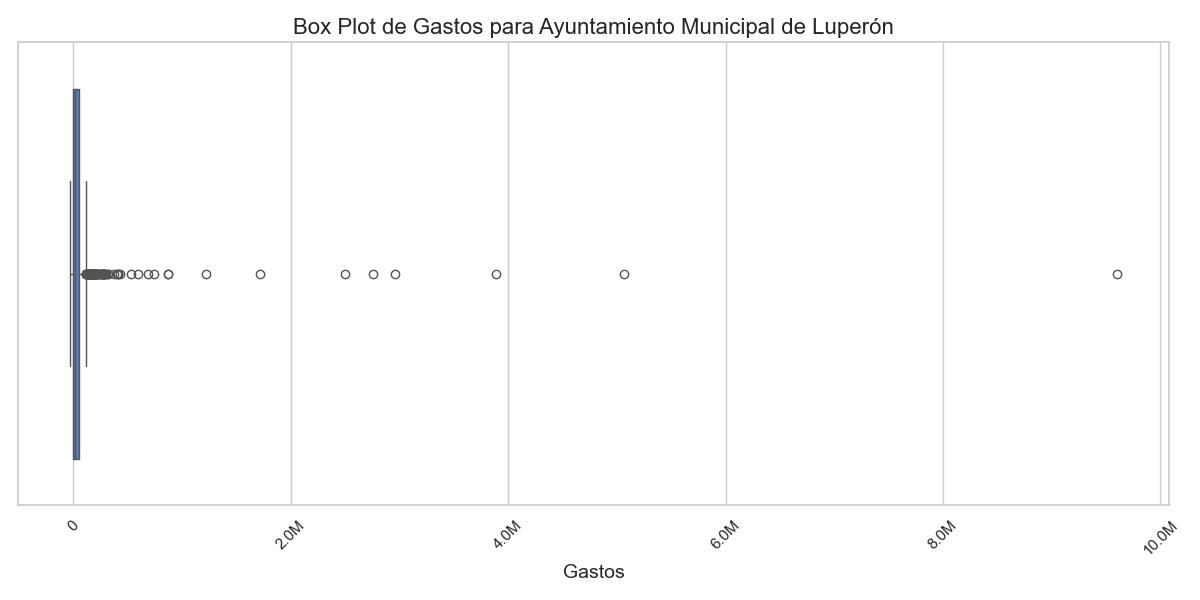 Box Plot de Gastos para Ayuntamiento Municipal de Luperón
0
2.0M
4.0M
6.0M
8.0M
10.0M
Gastos